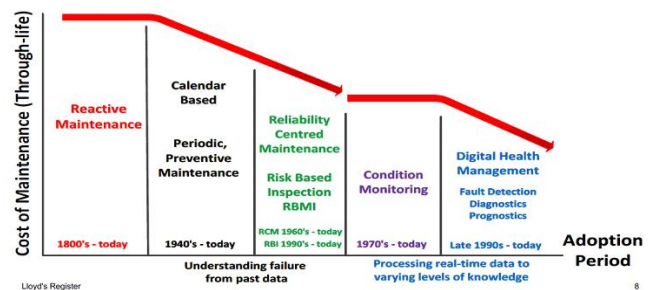 Cost of Maintenance (Through-life)
Reactive
Maintenance
1800's - today
Calendar
Based
Periodic,
Preventive
Maintenance
1940's - today
Reliability
Centred
Maintenance
Risk Based
Inspection
RBMI
RCM 1960's - today
RBI 1990's - today
Condition
Monitoring
1970's - today
Digital Health
Management
Fault Detection
Diagnostics
Prognostics
Late 1990s - today
Adoption
Period
Understanding failure
from past data
Processing real-time data to
varying levels of knowledge
Lloyd's Register
8